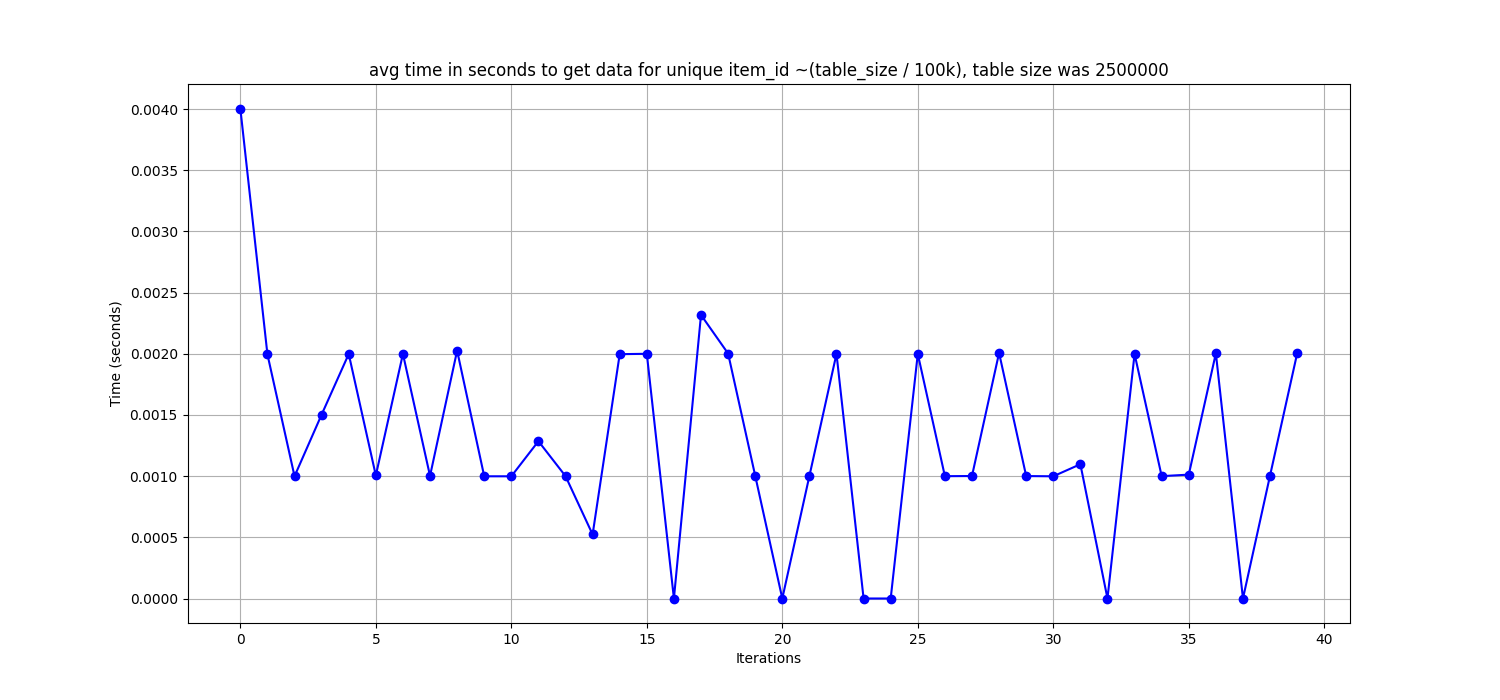 avg time in seconds to get data for unique item_id ~(table_size / 100k), table size was 2500000
0.0040
0.0035
0.0030
0.0025
0.0020
0.0015
0.0010
0.0005
0.0000
Time (seconds)
0 5 10 15 20 25 30 35 40
Iterations